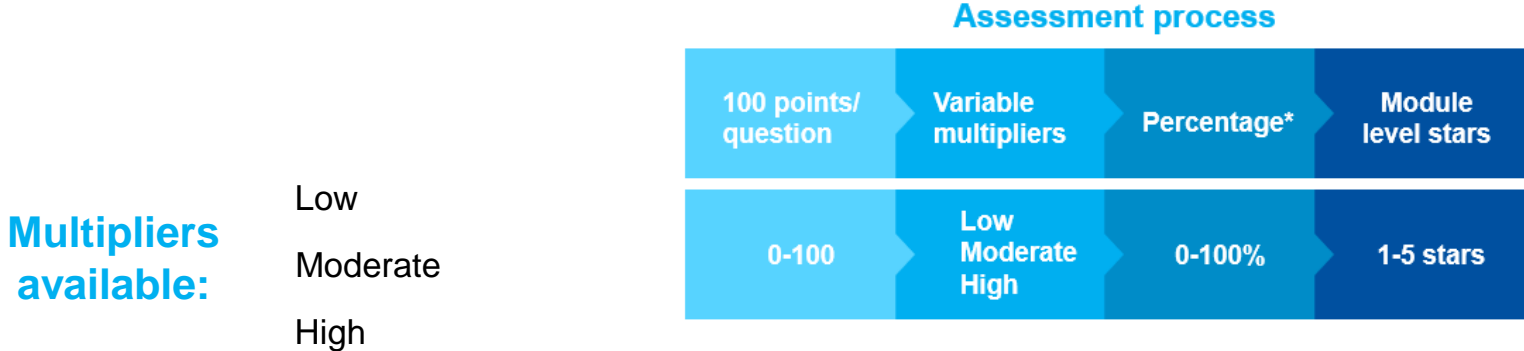 Assessment process
100 points/
question
Variable
multipliers
Percentage*
Module
level stars
Multipliers
available:
Low
Moderate
High
0-100
Low
Moderate
High
0-100%
1-5 stars